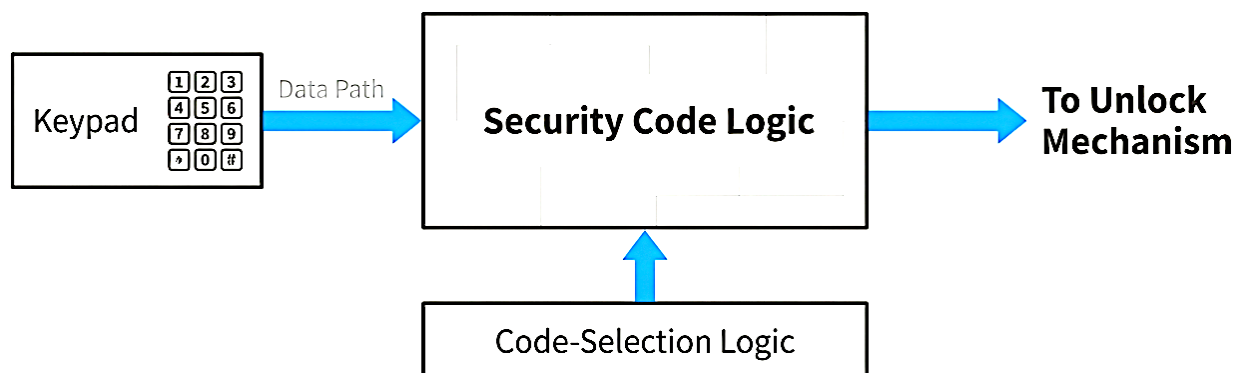 Keypad
1 2 3
4 5 6
7 8 9
0 #
Data Path
Security Code Logic
To Unlock
Mechanism
Code-Selection Logic